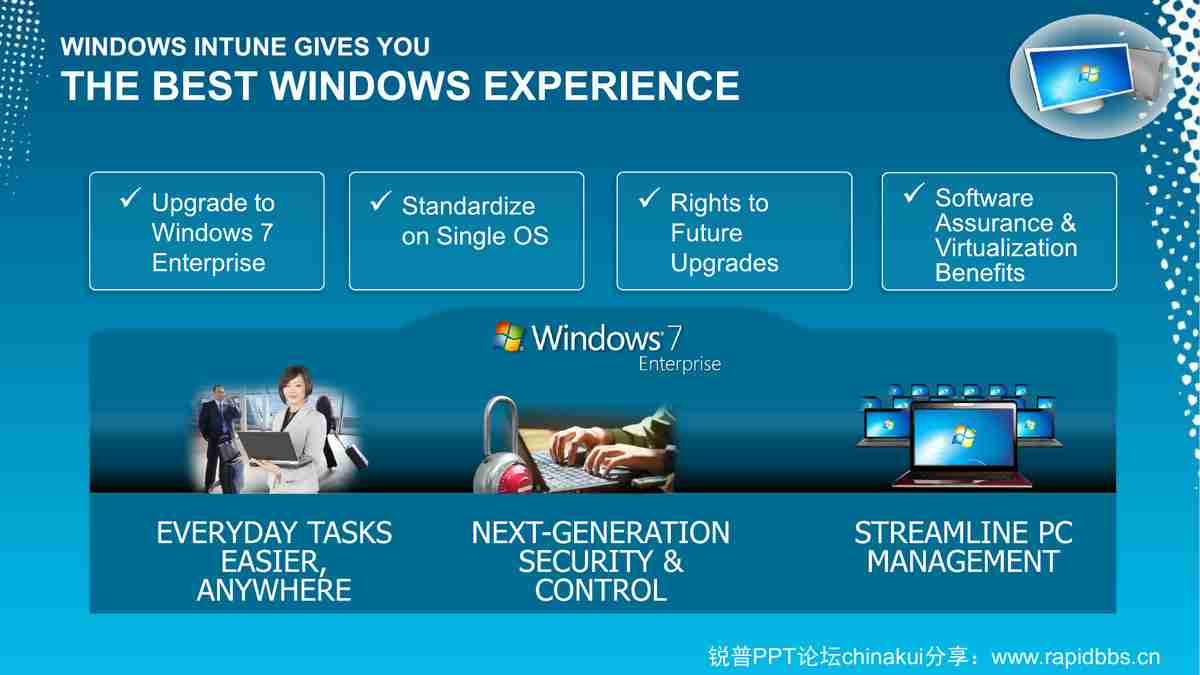 WINDOWS INTUNE GIVES YOU
THE BEST WINDOWS EXPERIENCE
✓ Upgrade to
Windows 7
Enterprise
✓ Standardize
on Single OS
✓ Rights to
Future
Upgrades
✓ Software
Assurance &
Virtualization
Benefits
Windows 7
Enterprise
EVERYDAY TASKS
EASIER,
ANYWHERE
NEXT-GENERATION
SECURITY &
CONTROL
STREAMLINE PC
MANAGEMENT
锐普PPT论坛chinakui分享：www.rapidbbs.cn